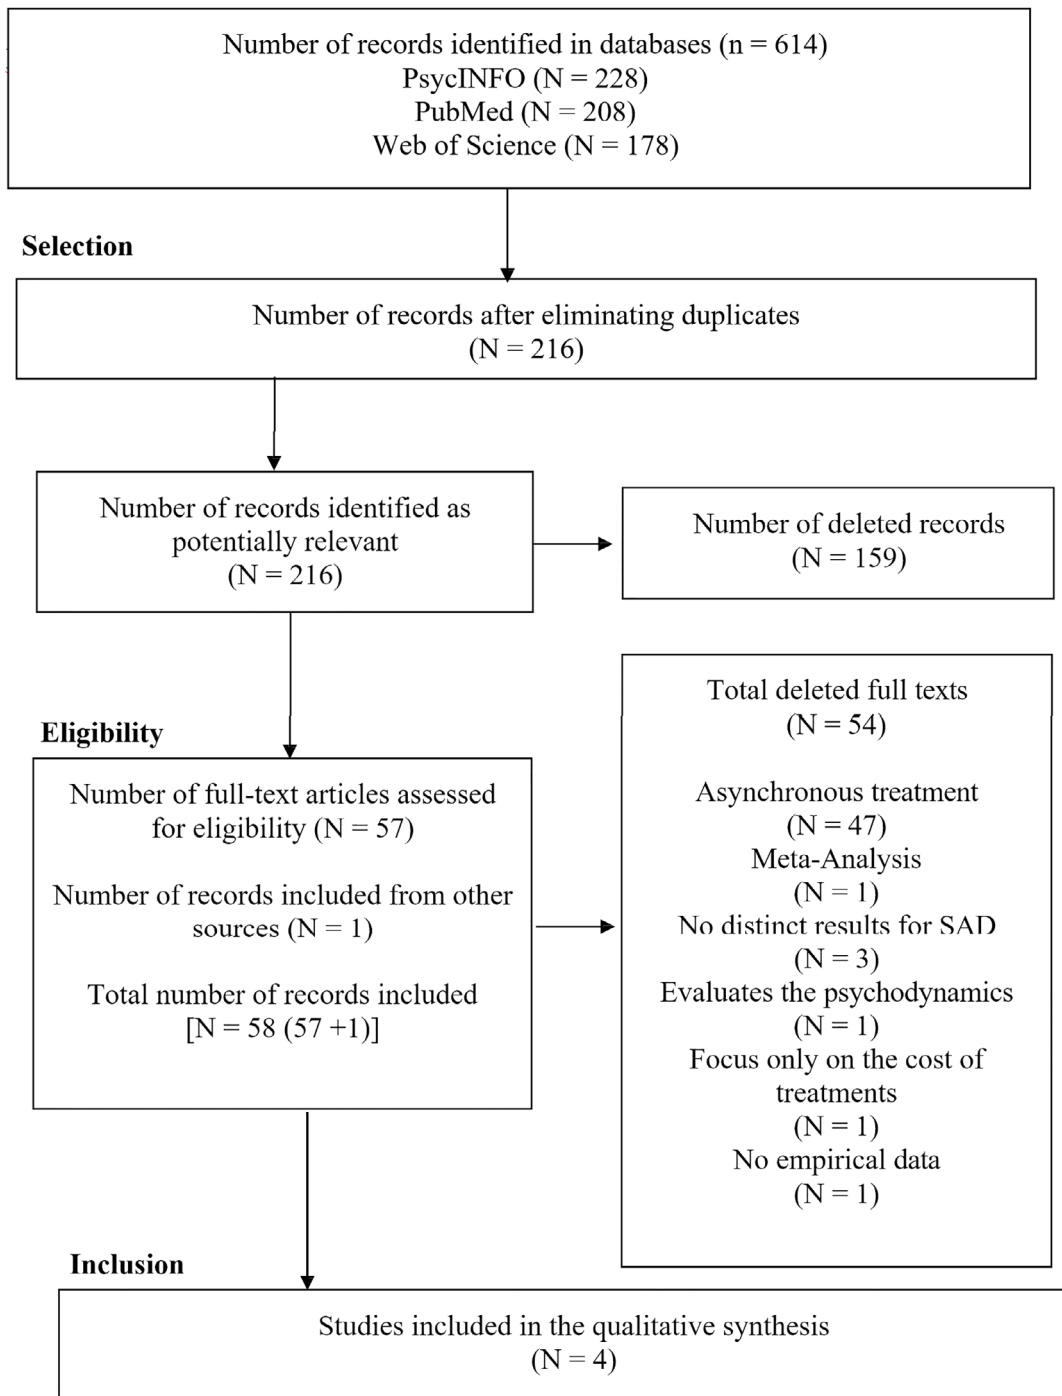 Number of records identified in databases (n = 614)
PsycINFO (N = 228)
PubMed (N = 208)
Web of Science (N = 178)
Selection
Number of records after eliminating duplicates
(N = 216)
Number of records identified as
potentially relevant
(N = 216)
Number of deleted records
(N = 159)
Eligibility
Number of full-text articles assessed
for eligibility (N = 57)
Number of records included from other
sources (N = 1)
Total number of records included
[N = 58 (57 +1)]
Total deleted full texts
(N = 54)
Asynchronous treatment
(N = 47)
Meta-Analysis
(N = 1)
No distinct results for SAD
(N = 3)
Evaluates the psychodynamics
(N = 1)
Focus only on the cost of
treatments
(N = 1)
No empirical data
(N = 1)
Inclusion
Studies included in the qualitative synthesis
(N = 4)